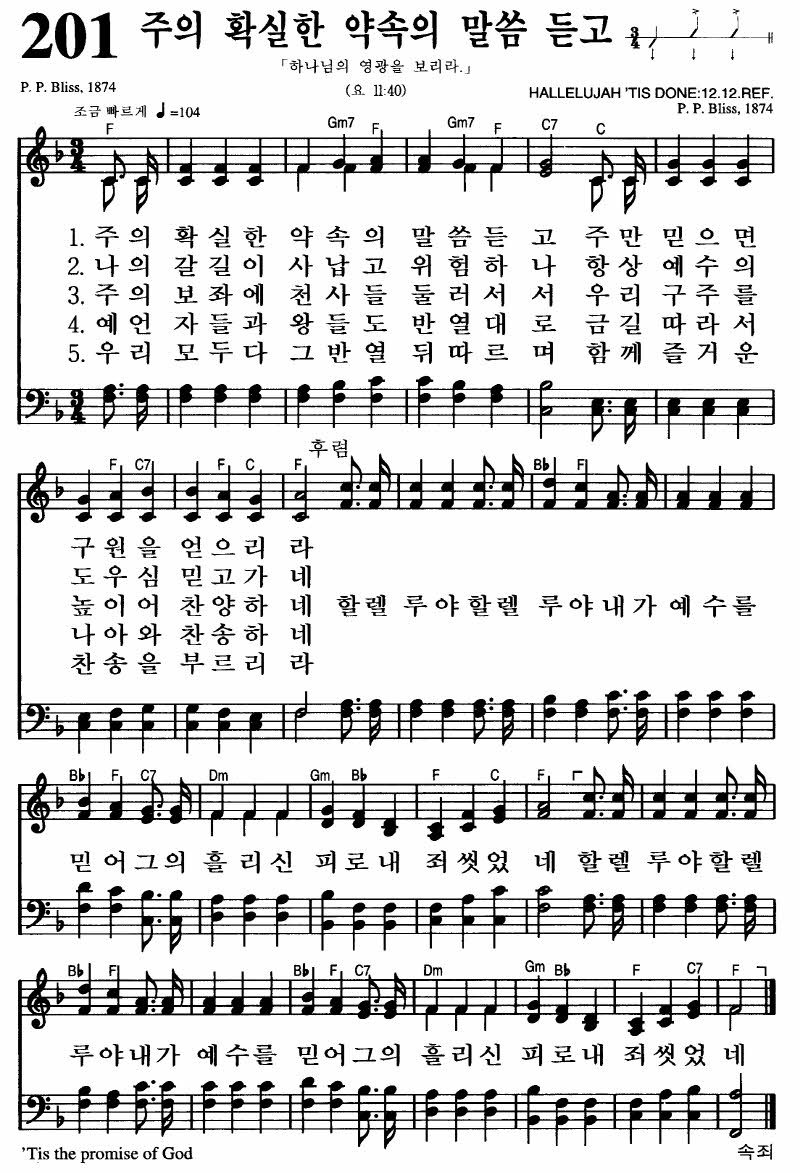 201 주의 확실한 약속의 말씀 듣고 3/4
「하나님의 영광을 보리라.」
P. P. Bliss, 1874 (요 11:40) HALLELUJAH 'TIS DONE:12.12.REF.
P. P. Bliss, 1874
조금 빠르게 ♩=104
F Gm7 F Gm7 F C7 C
1. 주의 확실한 약속의 말씀듣고 주만 믿으면
2. 나의 갈길이 사납고 위험하나 항상 예수의
3. 주의 보좌에 천사들 둘러서서 우리 구주를
4. 예언 자들과 왕들도 반열대로 금길 따라서
5. 우리 모두다 그반열 뒤따르며 함께 즐거운
후렴
F C7 F C F Bb F
구원을 얻으리라
도우심 믿고가네
높이어 찬양하네 할렐 루야할렐 루야내가 예수를
나아와 찬송하네
찬송을 부르리라
Bb F C7 Dm Gm Bb F C F
믿어그의 흘리신 피로내 죄씻었네 할렐 루야할렐
Bb F Bb F C7 Dm Gm Bb F C7 F
루야내가 예수를 믿어그의 흘리신 피로내 죄씻었네
'Tis the promise of God 속죄